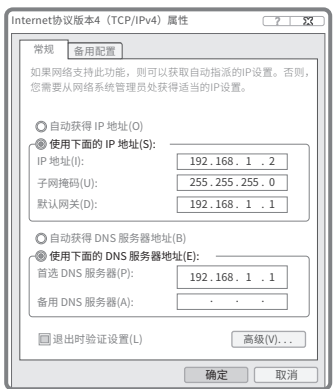 Internet协议版本4（TCP/IPv4）属性
常规 备用配置
如果网络支持此功能，则可以获取自动指派的IP设置。否则，
您需要从网络系统管理员处获得适当的IP设置。
自动获得 IP 地址(O)
使用下面的 IP 地址(S):
IP 地址(I): 192.168. 1 .2
子网掩码(U): 255.255.255.0
默认网关(D): 192.168. 1 .1
自动获得 DNS 服务器地址(B)
使用下面的 DNS 服务器地址(E):
首选 DNS 服务器(P): 192.168. 1 .1
备用 DNS 服务器(A): . . .
退出时验证设置(L) 高级(V)...
确定 取消